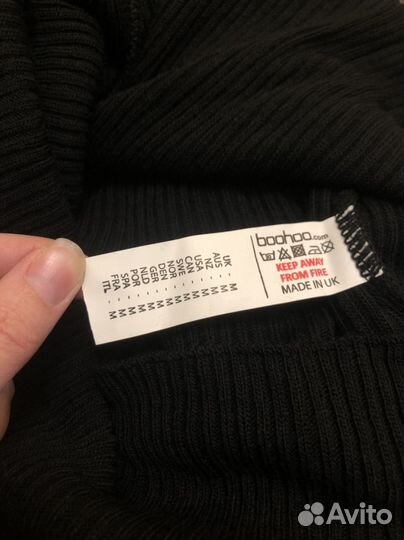 boohoo.com
KEEP AWAY
FROM FIRE
MADE IN UK
UK - M
AUS - M
NZ - M
USA - M
CAN - M
SWE - M
NOR - M
DEN - M
GER - M
NLD - M
POR - M
SPA - M
FRA - M
ITL - M
Avito